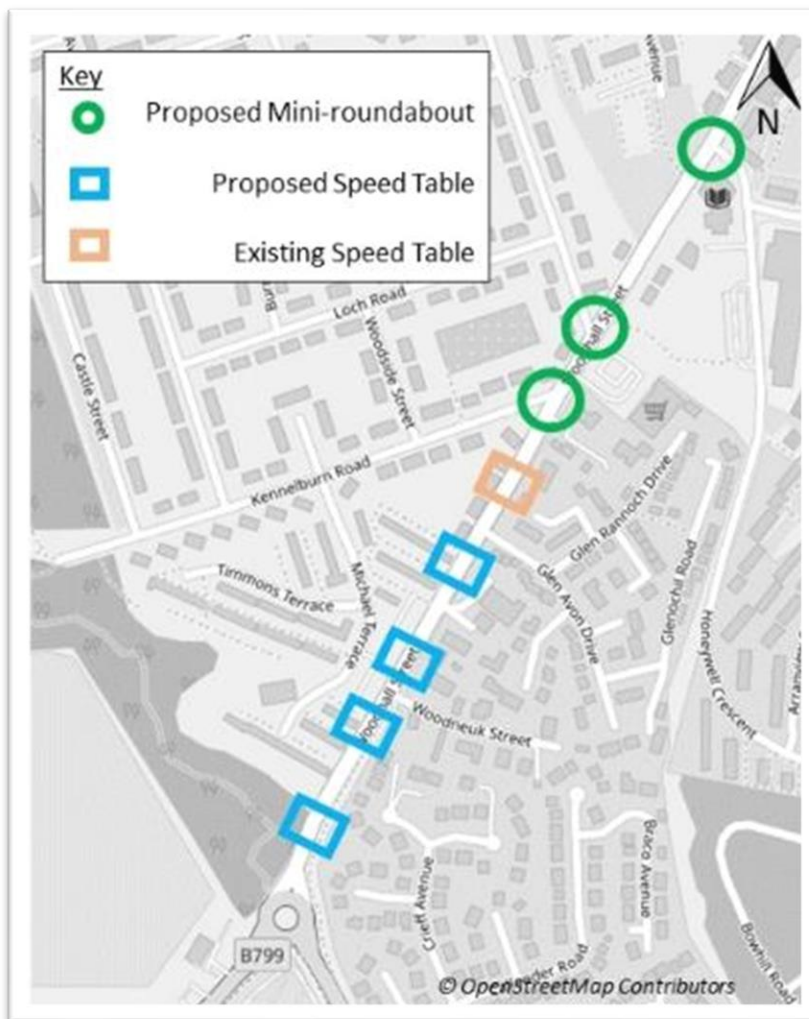 Key
Proposed Mini-roundabout
Proposed Speed Table
Existing Speed Table
N
Avenue
Loch Road
Woodside Street
Castle Street
Kennelburn Road
Timmons Terrace
Michael Terrace
Glen Rannoch Drive
Glen Avon Drive
Glenochil Road
Honeywell Crescent
Woodneuk Street
Crieff Avenue
Braco Avenue
Bowhill Road
Road
B799
© OpenStreetMap Contributors